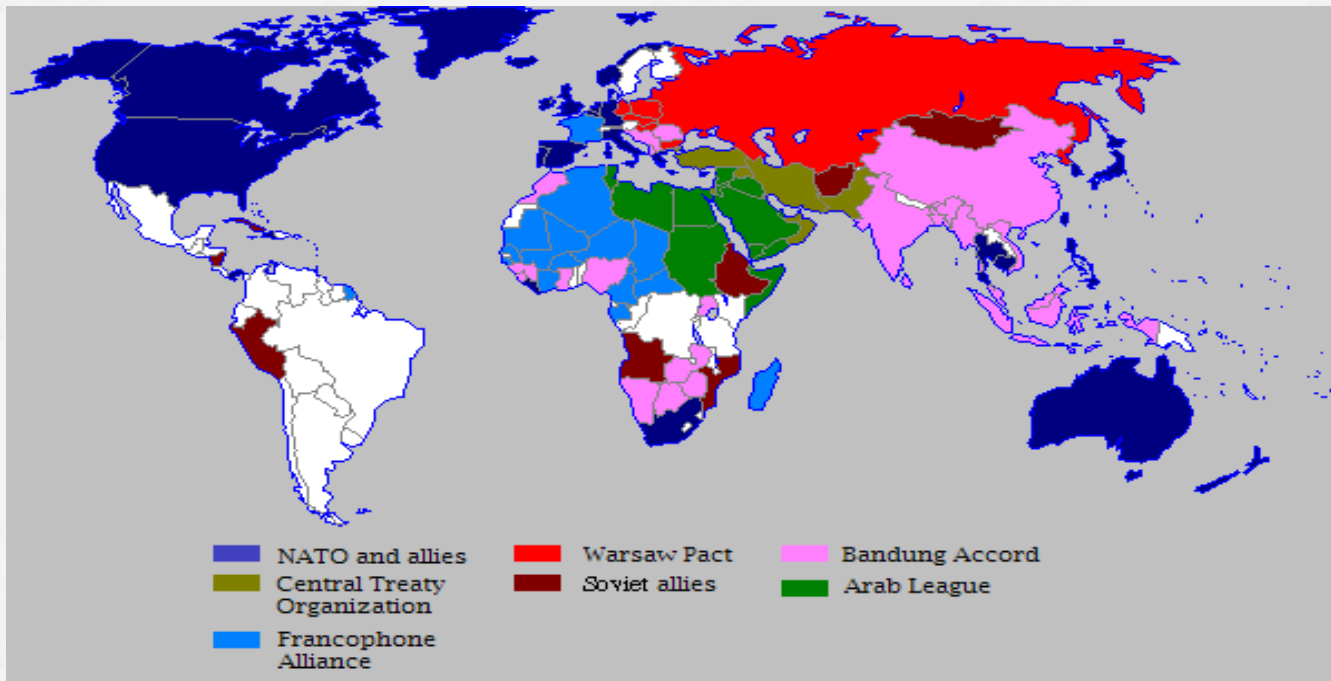 NATO and allies
Central Treaty
Organization
Francophone
Alliance
Warsaw Pact
Soviet allies
Bandung Accord
Arab League